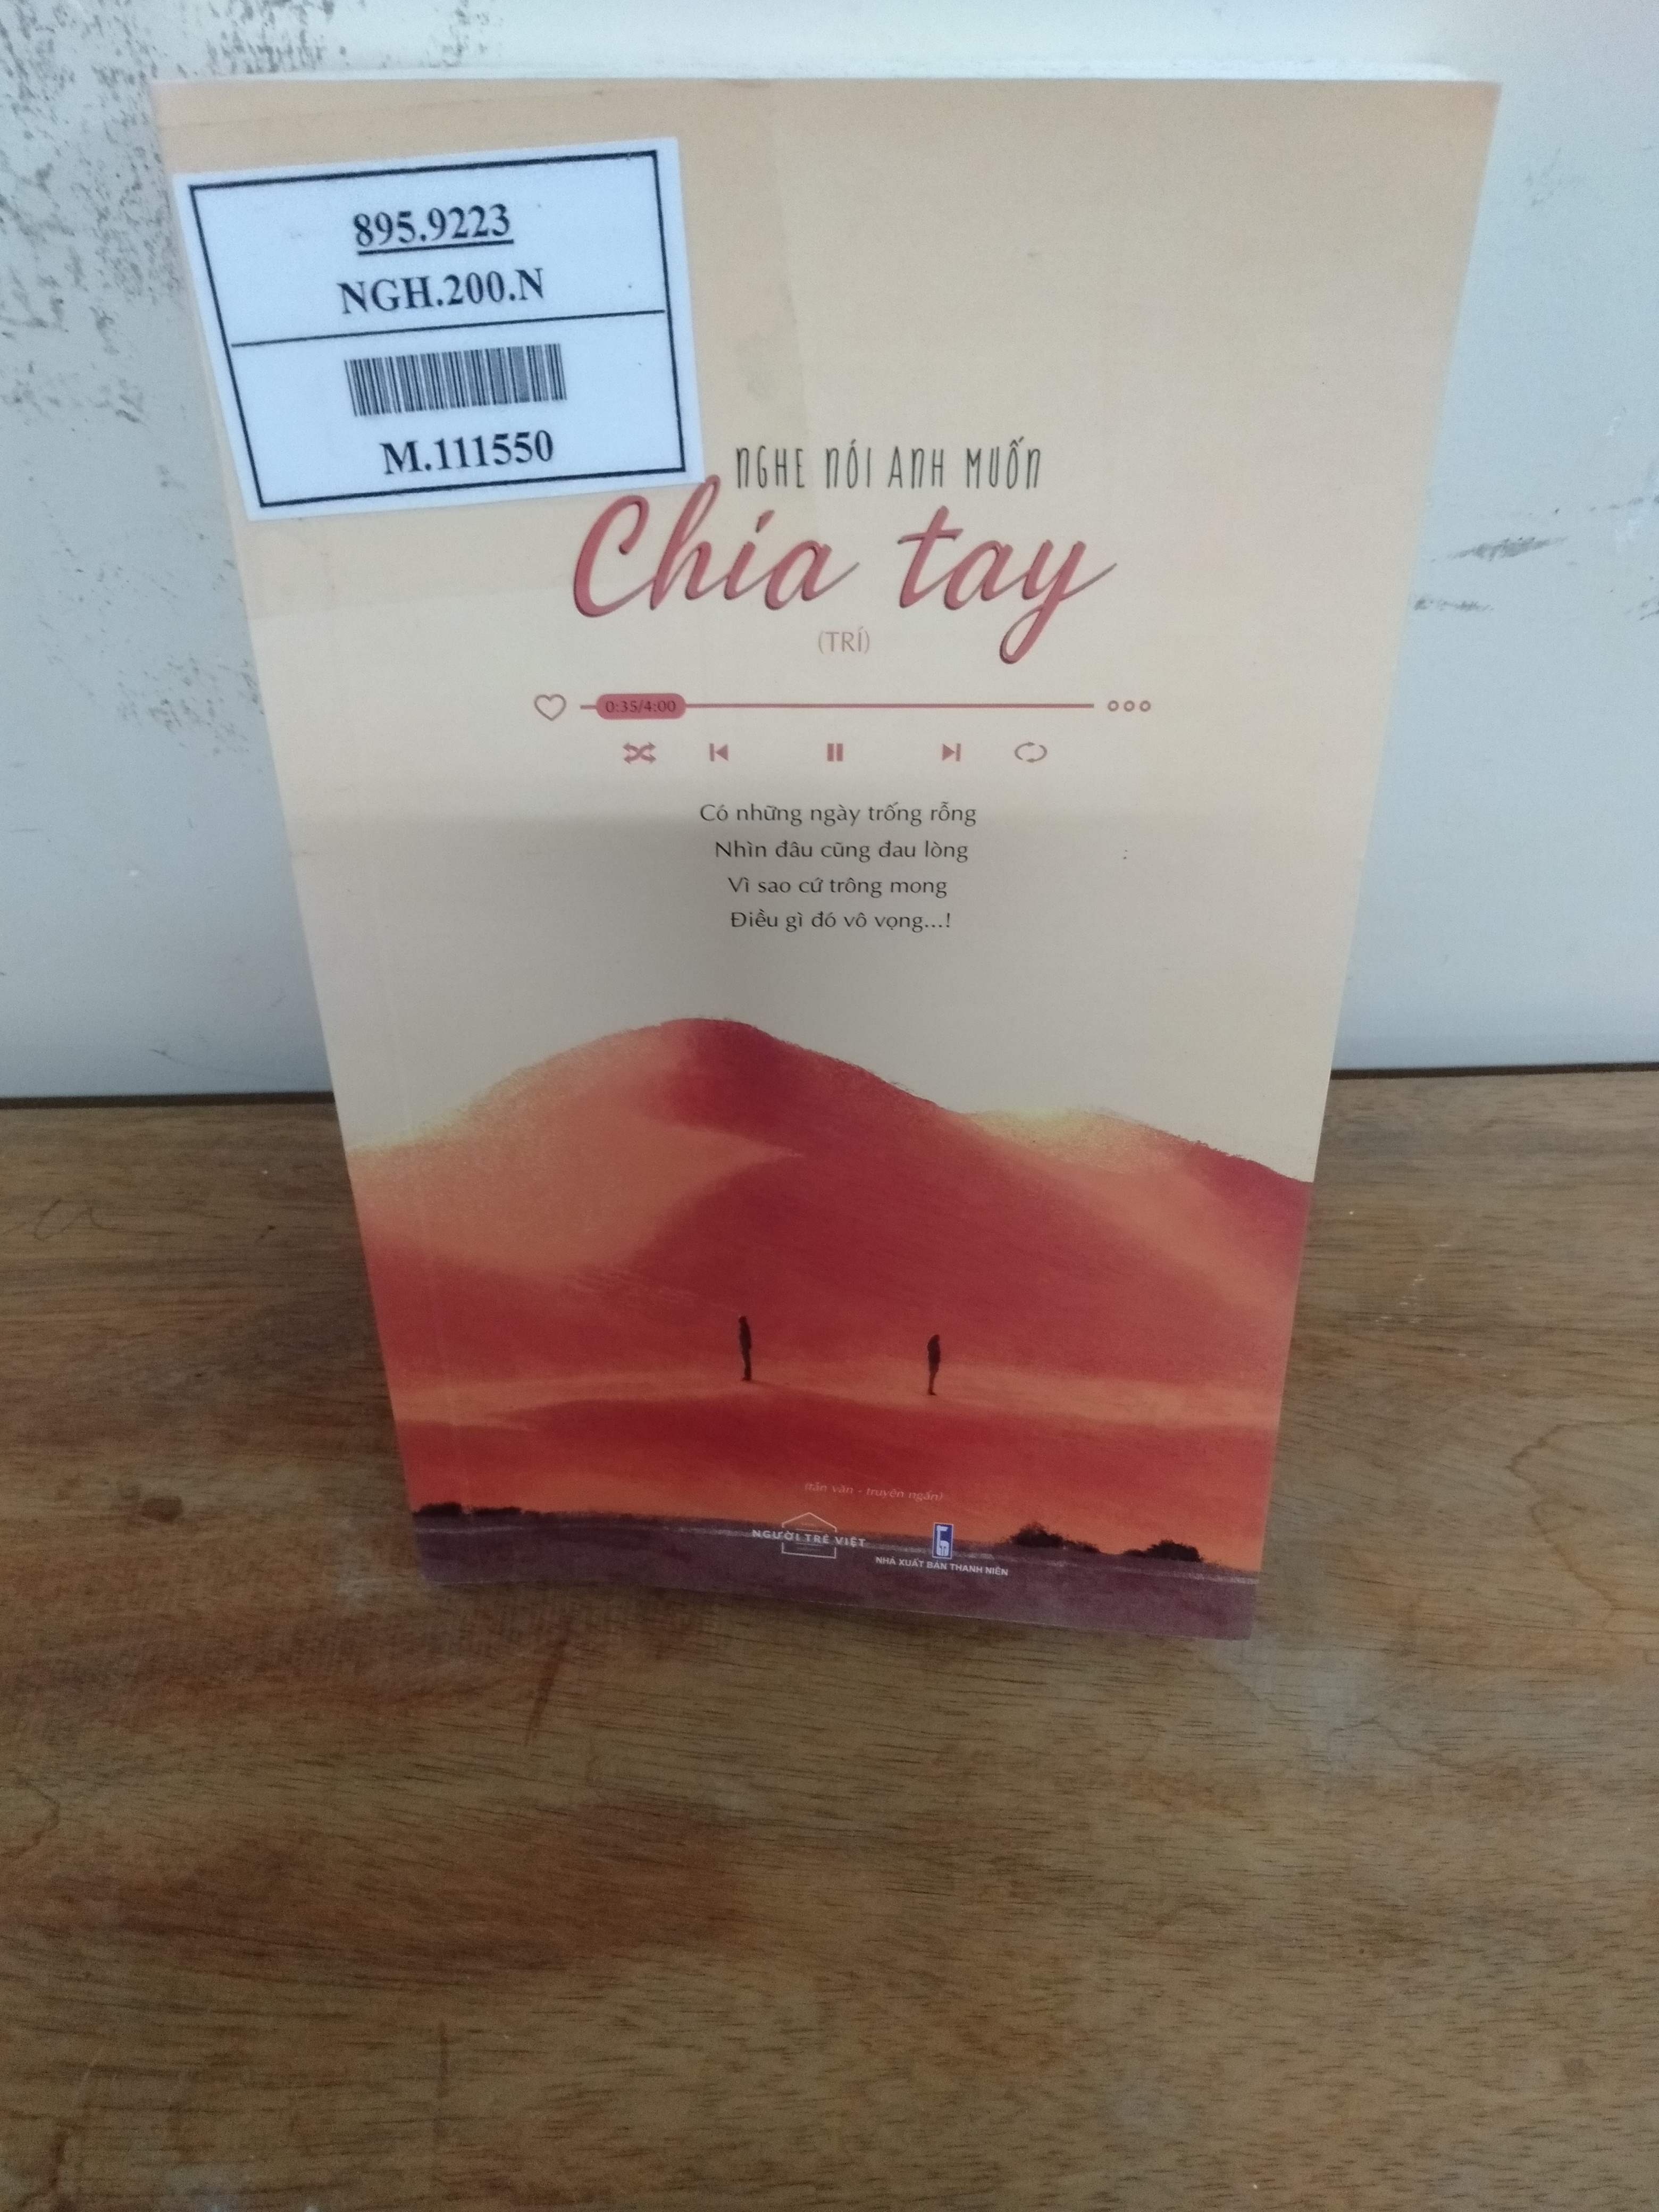 895.9223
NGH.200.N
M.111550
NGHE NÓI ANH MUỐN
Chia tay
(TRÍ)
0:35/4:00
Có những ngày trống rỗng
Nhìn đâu cũng đau lòng
Vì sao cứ trông mong
Điều gì đó vô vọng...!
tản văn - truyện ngắn
NGƯỜI TRẺ VIỆT
NHÀ XUẤT BẢN THANH NIÊN